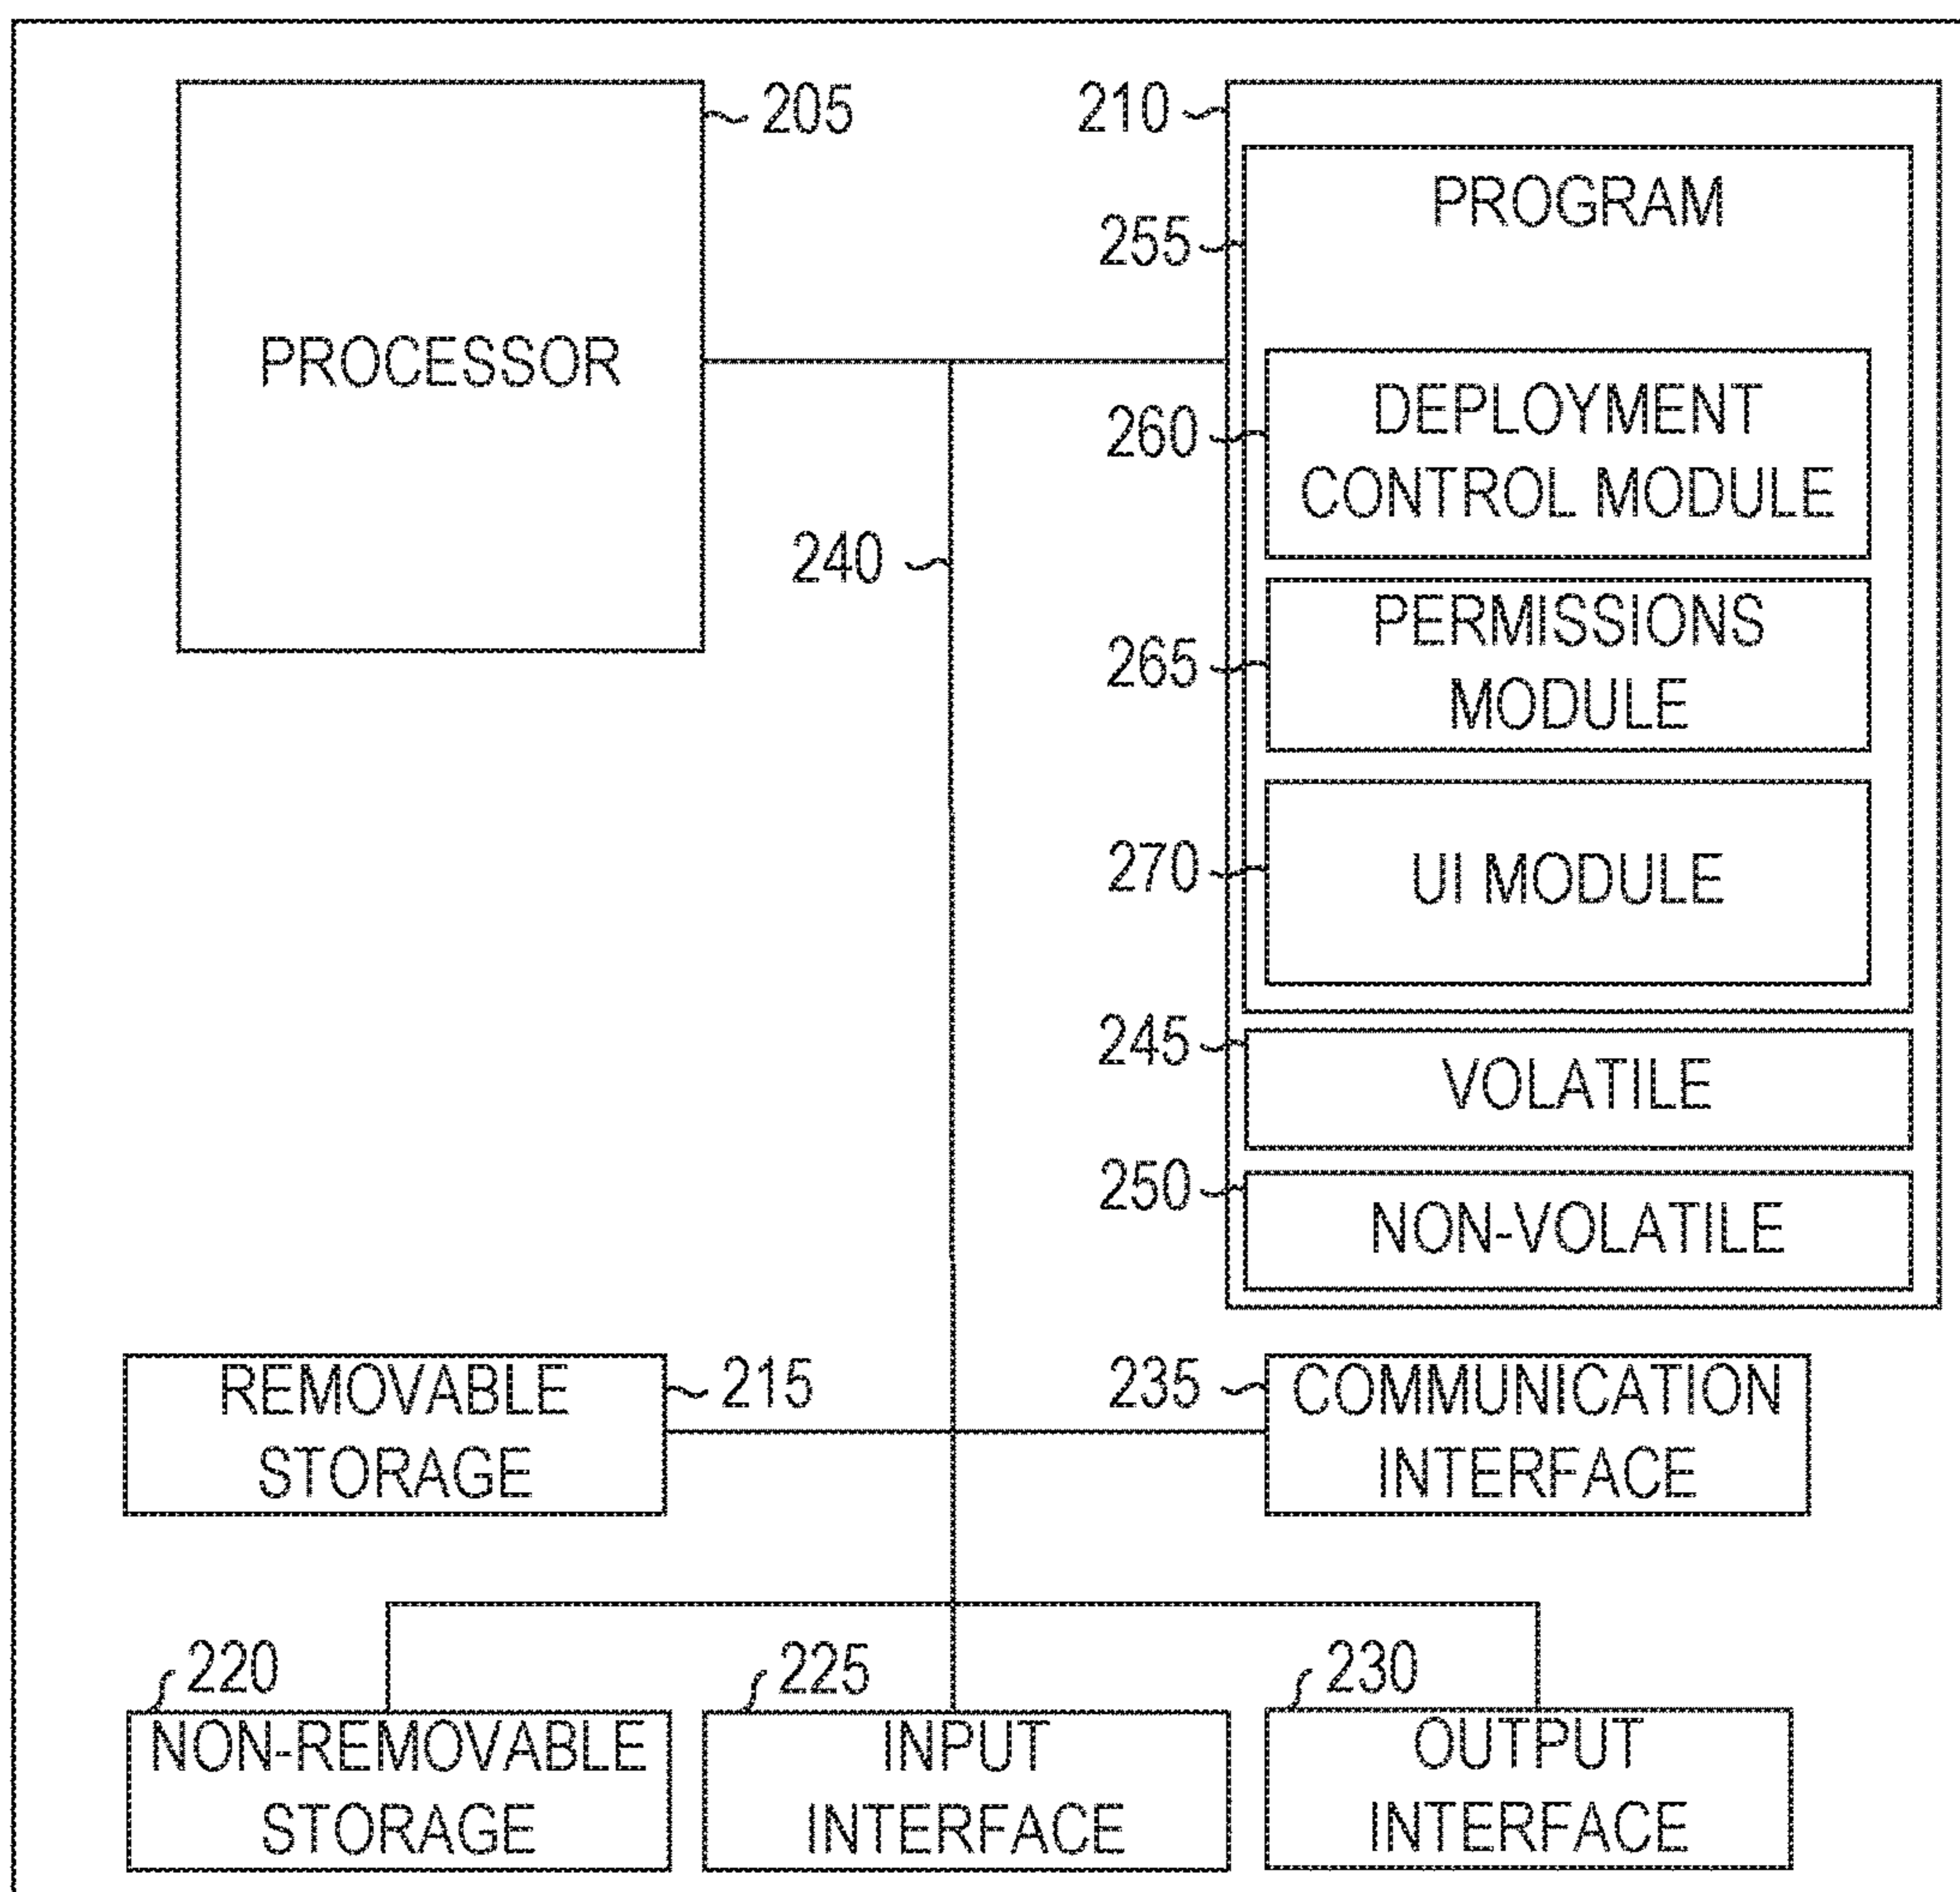 205
210
PROCESSOR
PROGRAM
255
DEPLOYMENT
CONTROL MODULE
260
240
PERMISSIONS
MODULE
265
UI MODULE
270
245
VOLATILE
250
NON-VOLATILE
REMOVABLE
STORAGE
215
235
COMMUNICATION
INTERFACE
220
NON-REMOVABLE
STORAGE
225
INPUT
INTERFACE
230
OUTPUT
INTERFACE